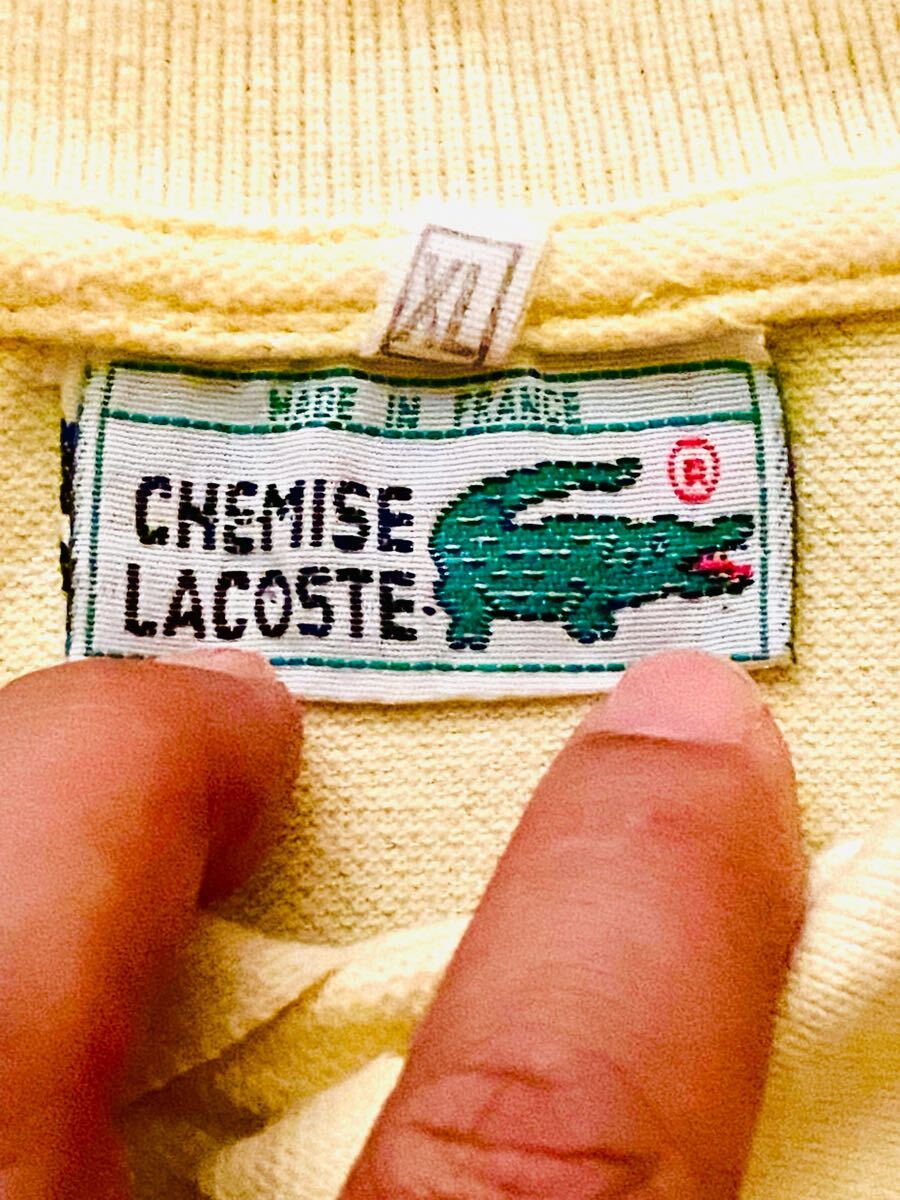 XL
MADE IN FRANCE
®
CHEMISE
LACOSTE